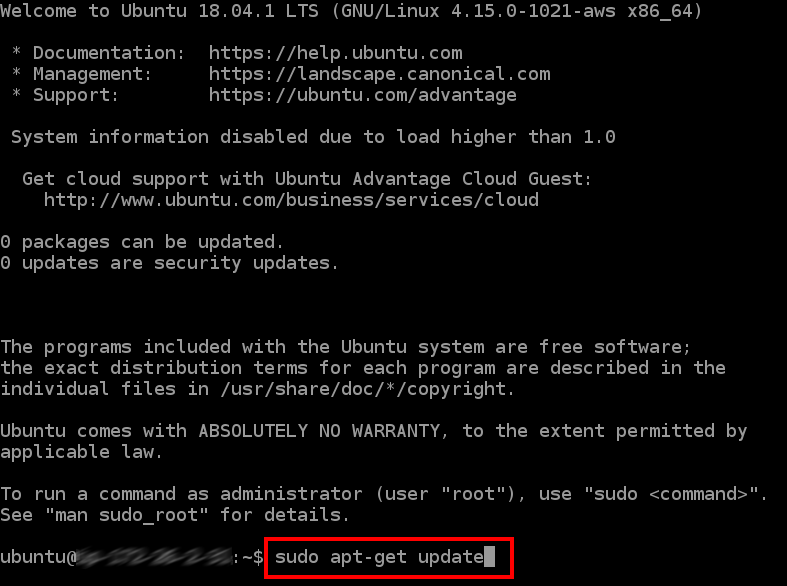 Welcome to Ubuntu 18.04.1 LTS (GNU/Linux 4.15.0-1021-aws x86_64)
* Documentation: https://help.ubuntu.com
* Management: https://landscape.canonical.com
* Support: https://ubuntu.com/advantage
System information disabled due to load higher than 1.0
Get cloud support with Ubuntu Advantage Cloud Guest:
http://www.ubuntu.com/business/services/cloud
0 packages can be updated.
0 updates are security updates.
The programs included with the Ubuntu system are free software;
the exact distribution terms for each program are described in the
individual files in /usr/share/doc/*/copyright.
Ubuntu comes with ABSOLUTELY NO WARRANTY, to the extent permitted by
applicable law.
To run a command as administrator (user "root"), use "sudo <command>".
See "man sudo_root" for details.
ubuntu@:~$ sudo apt-get update